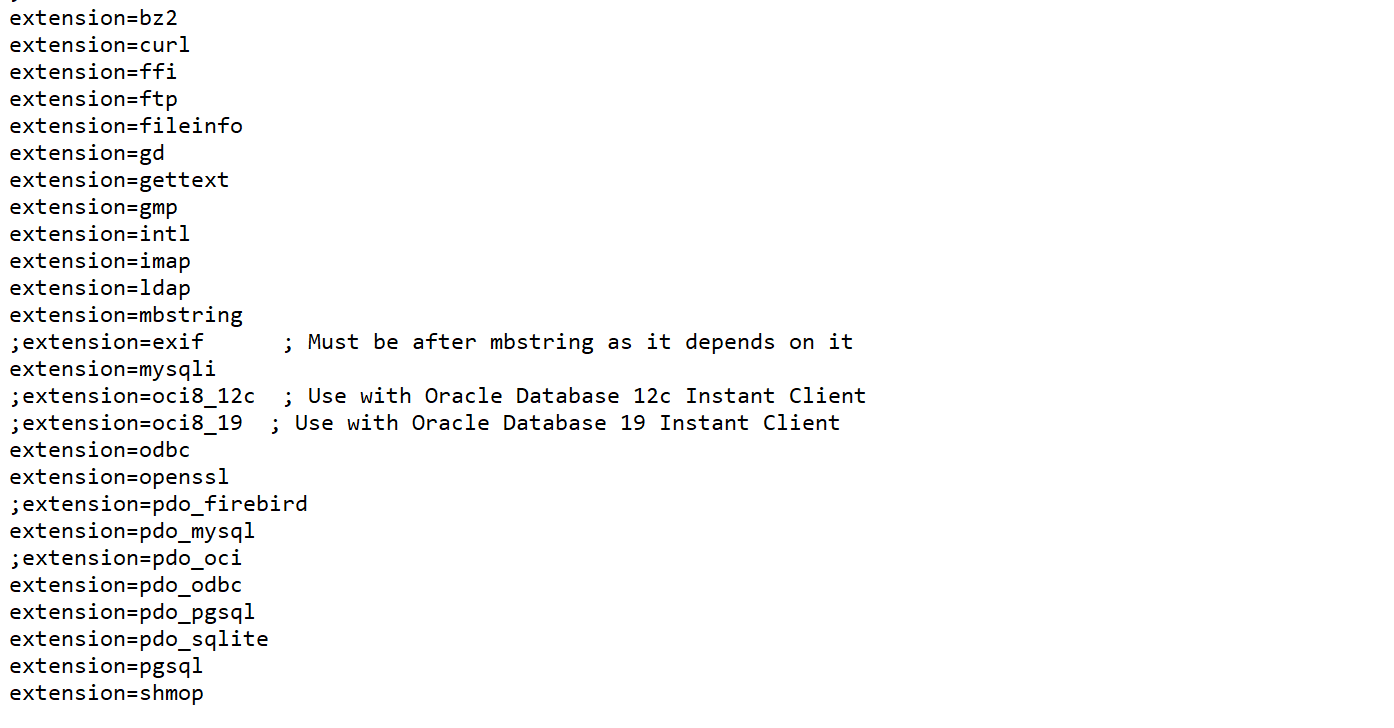 extension=bz2
extension=curl
extension=ffi
extension=ftp
extension=fileinfo
extension=gd
extension=gettext
extension=gmp
extension=intl
extension=imap
extension=ldap
extension=mbstring
;extension=exif      ; Must be after mbstring as it depends on it
extension=mysqli
;extension=oci8_12c  ; Use with Oracle Database 12c Instant Client
;extension=oci8_19  ; Use with Oracle Database 19 Instant Client
extension=odbc
extension=openssl
;extension=pdo_firebird
extension=pdo_mysql
;extension=pdo_oci
extension=pdo_odbc
extension=pdo_pgsql
extension=pdo_sqlite
extension=pgsql
extension=shmop